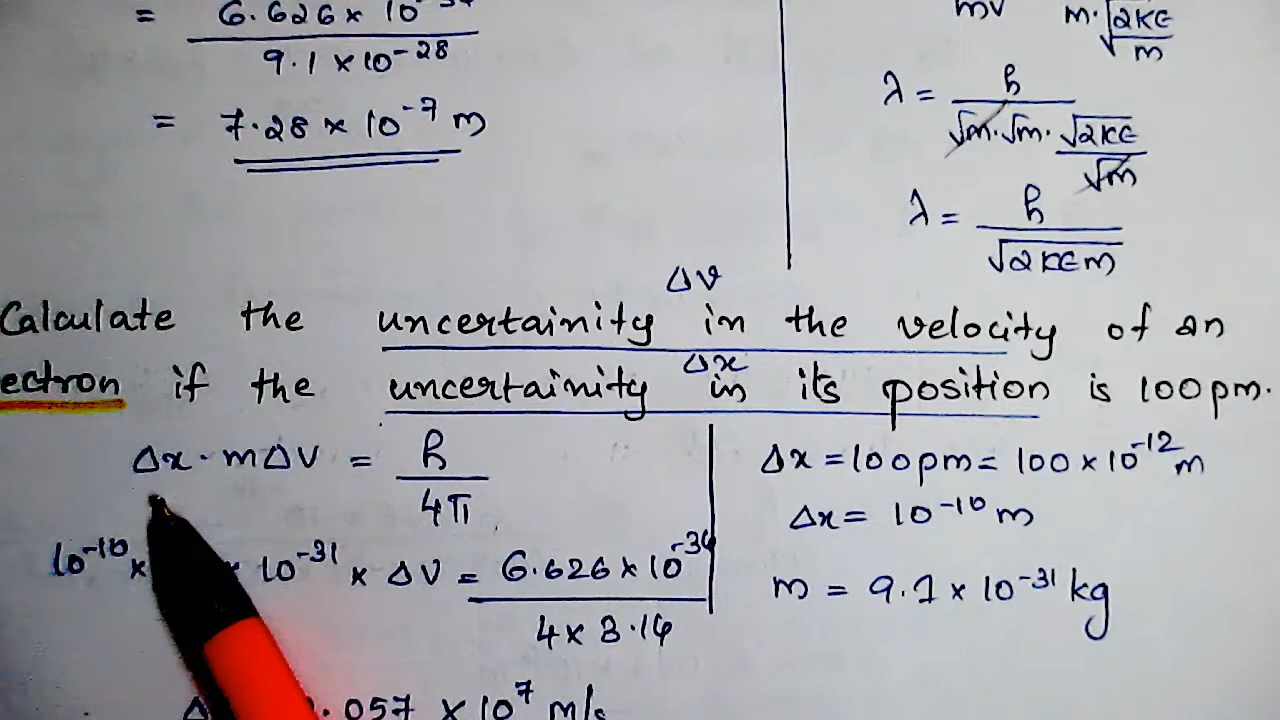 = 6.626 × 10
9.1 × 10⁻²⁸
= 7.28 × 10⁻⁷ m
mv m.√2KE/m
λ = h
√m.√m. √2KE
√m
λ = h
√2KEm
Δv
Calculate the uncertainity in the velocity of an
Δx
ectron if the uncertainity in its position is 100pm.
Δx · mΔv = h
4π
10⁻¹⁰ × × 10⁻³¹ × Δv = 6.626 × 10⁻³⁴
4 × 3.14
Δx = 100pm = 100 × 10⁻¹² m
Δx = 10⁻¹⁰ m
m = 9.1 × 10⁻³¹ kg
.057 × 10⁷ m/s